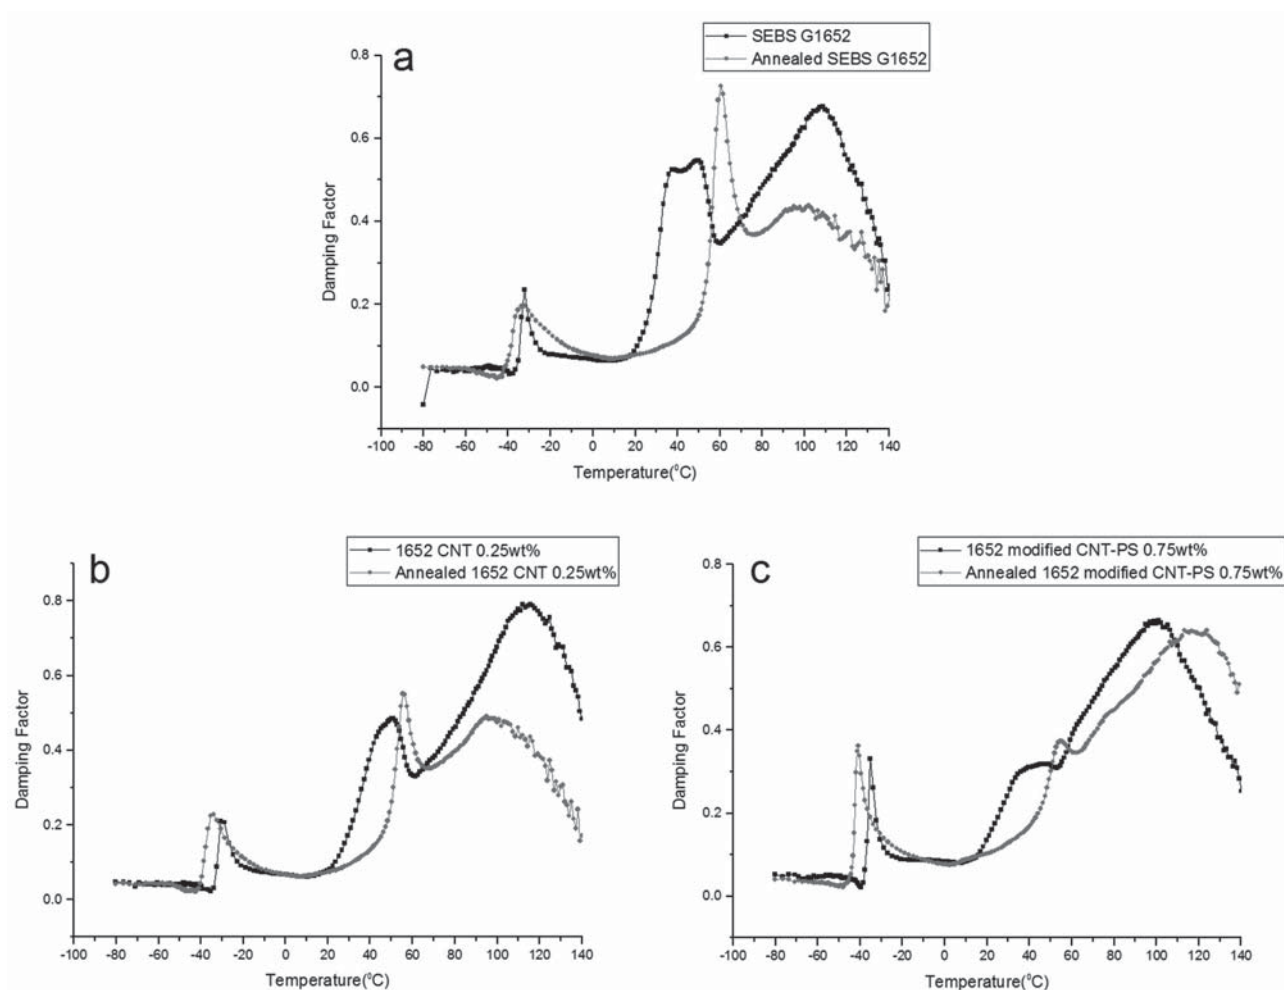 a
SEBS G1652
Annealed SEBS G1652
0.8
0.6
0.4
0.2
0.0
Damping Factor
-100 -80 -60 -40 -20 0 20 40 60 80 100 120 140
Temperature(⁰C)
b
1652 CNT 0.25wt%
Annealed 1652 CNT 0.25wt%
0.8
0.6
0.4
0.2
0.0
Damping Factor
-100 -80 -60 -40 -20 0 20 40 60 80 100 120 140
Temperature(⁰C)
c
1652 modified CNT-PS 0.75wt%
Annealed 1652 modified CNT-PS 0.75wt%
0.8
0.6
0.4
0.2
0.0
Damping Factor
-100 -80 -60 -40 -20 0 20 40 60 80 100 120 140
Temperature(⁰C)